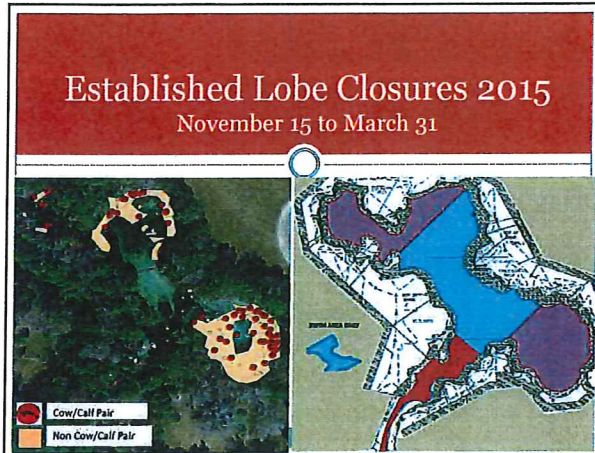 Established Lobe Closures 2015
November 15 to March 31
Cow/Calf Pair
Non Cow/Calf Pair